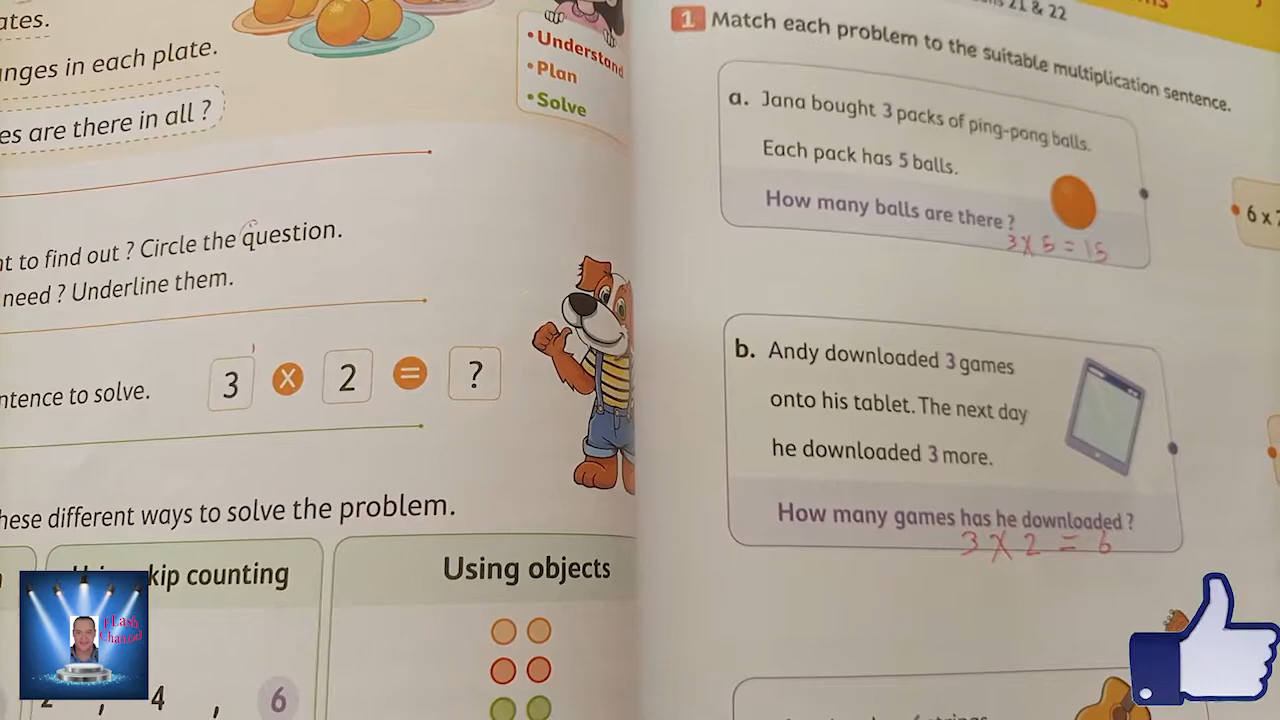 ates.
nges in each plate.
es are there in all ?
• Understand
• Plan
• Solve
t to find out ? Circle the question.
need ? Underline them.
ntence to solve.
3 x 2 = ?
hese different ways to solve the problem.
kip counting
Using objects
4 , 6
21 & 22
1 Match each problem to the suitable multiplication sentence.
a. Jana bought 3 packs of ping-pong balls.
Each pack has 5 balls.
How many balls are there ?
3 x 5 = 15
6 x
b. Andy downloaded 3 games
onto his tablet. The next day
he downloaded 3 more.
How many games has he downloaded ?
3 x 2 = 6
FLash
Channel